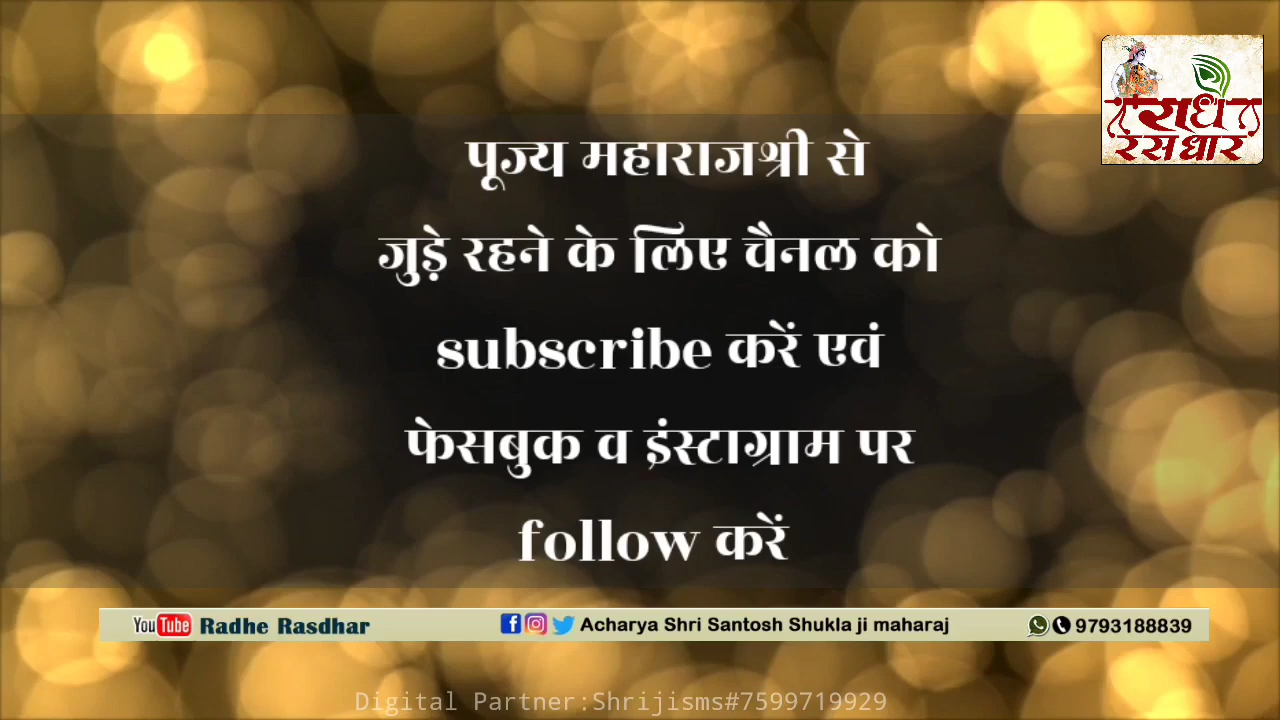 राधे
रसधार
पूज्य महाराजश्री से
जुड़े रहने के लिए चैनल को
subscribe करें एवं
फेसबुक व इंस्टाग्राम पर
follow करें
YouTube Radhe Rasdhar
Acharya Shri Santosh Shukla ji maharaj
9793188839
Digital Partner:Shrijisms#7599719929